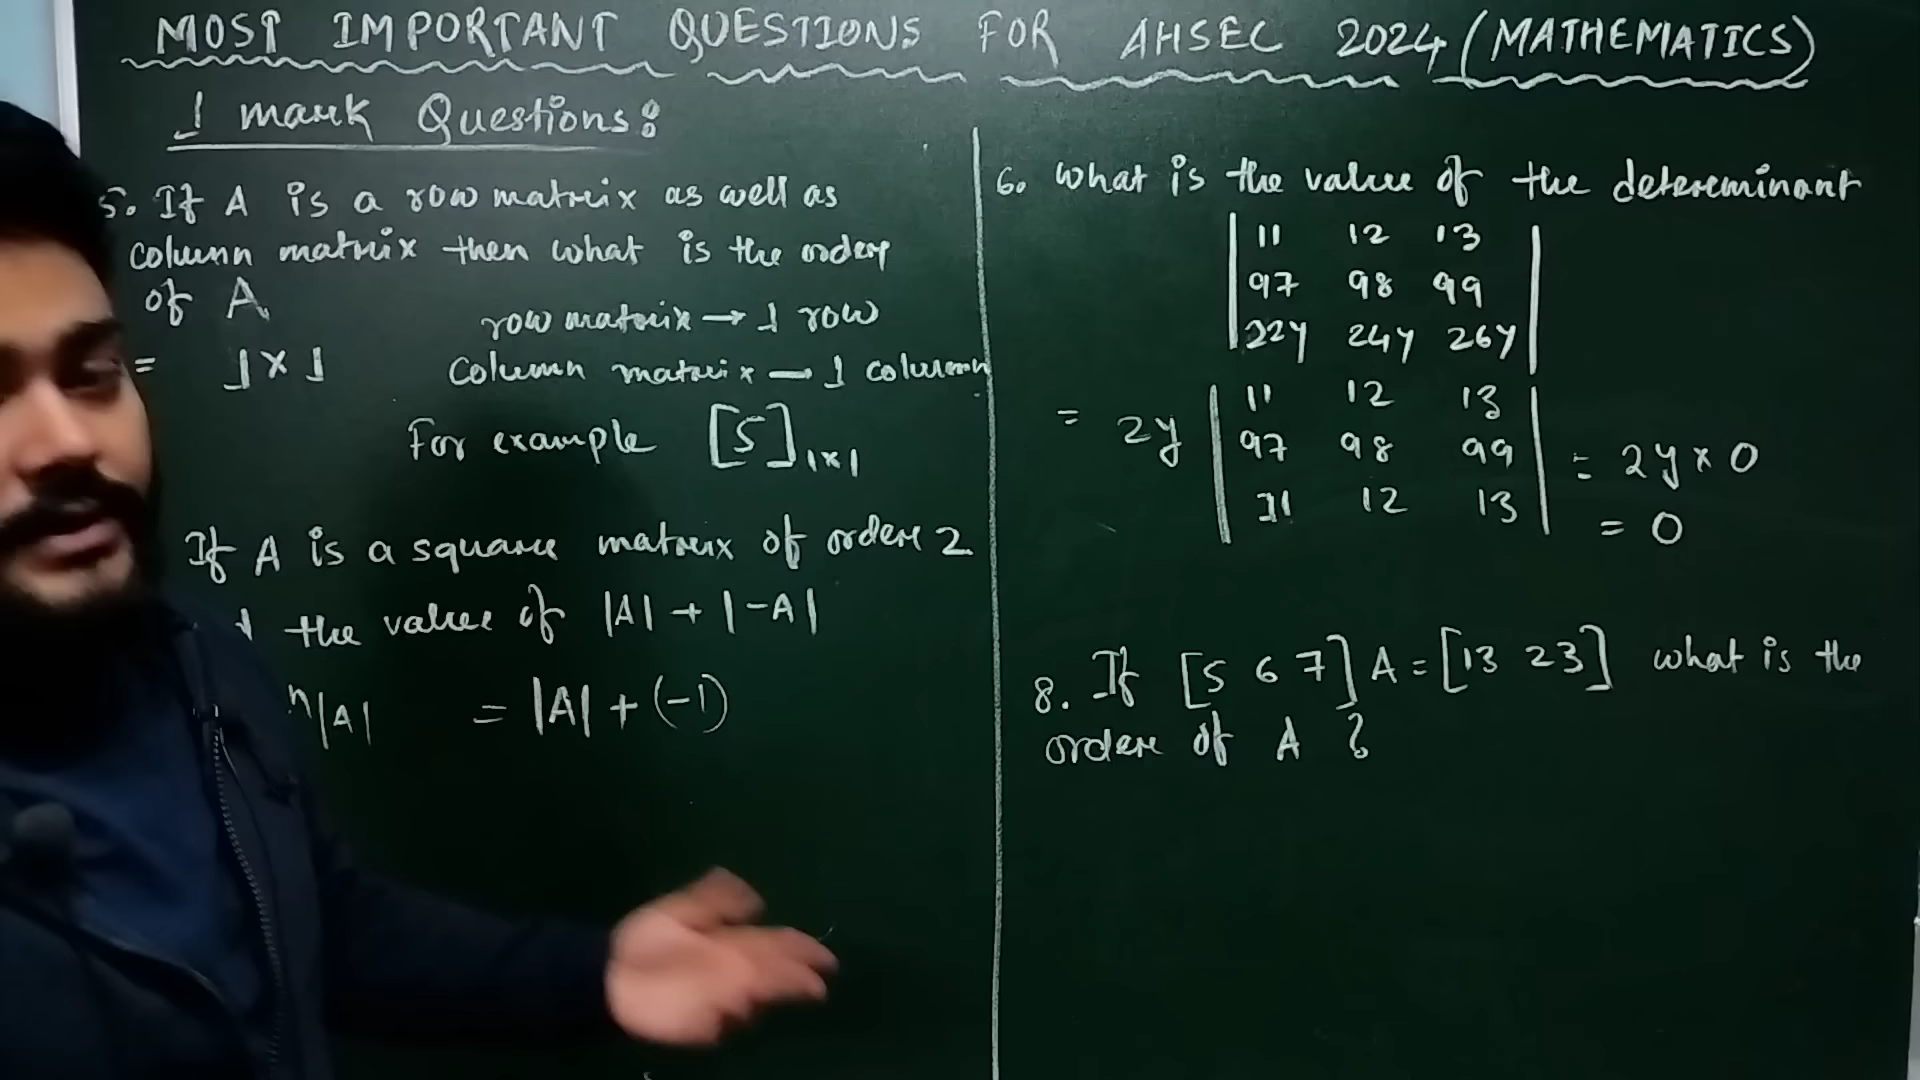 MOST IMPORTANT QUESTIONS FOR AHSEC 2024 (MATHEMATICS)
1 mark Questions:
5. If A is a row matrix as well as
column matrix then what is the order
of A
= 1 × 1
row matrix → 1 row
column matrix → 1 column
For example [5]1×1
If A is a square matrix of order 2
the value of |A| + |-A|
n|A| = |A| + (-1)
6. What is the value of the determinant
| 11 12 13 |
| 97 98 99 |
| 22y 24y 26y |
= 2y | 11 12 13 |
| 97 98 99 | = 2y × 0
| 11 12 13 | = 0
8. If [5 6 7] A = [13 23] what is the
order of A ?